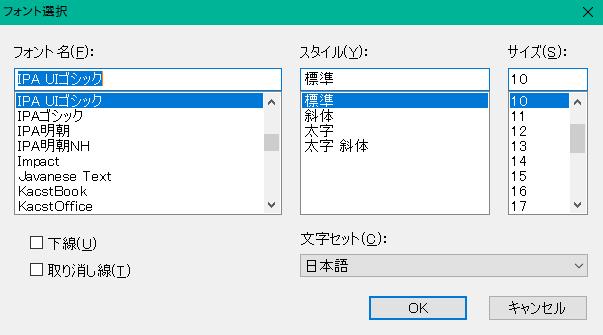 フォント選択
フォント名(F):
IPA UIゴシック
IPA UIゴシック
IPAゴシック
IPA明朝
IPA明朝NH
Impact
Javanese Text
KacstBook
KacstOffice
スタイル(Y):
標準
標準
斜体
太字
太字 斜体
サイズ(S):
10
10
11
12
13
14
15
16
17
下線(U)
取り消し線(T)
文字セット(C):
日本語
OK
キャンセル